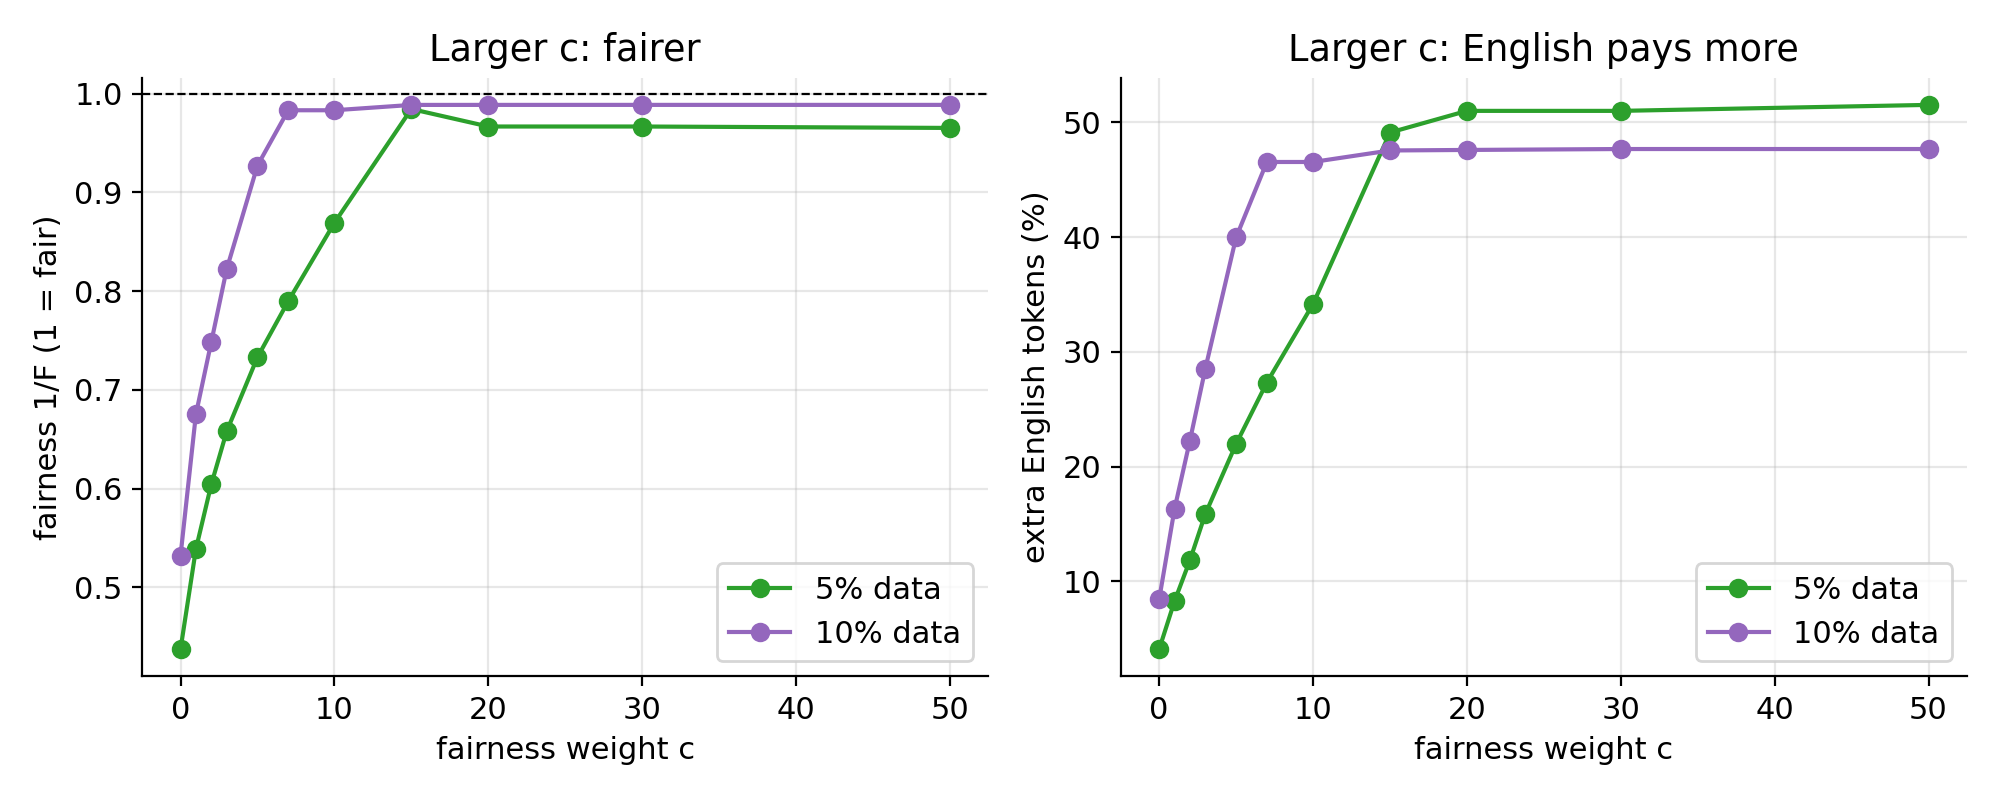 Larger c: fairer
fairness 1/F (1 = fair)
1.0
0.9
0.8
0.7
0.6
0.5
0 10 20 30 40 50
fairness weight c
5% data
10% data
Larger c: English pays more
extra English tokens (%)
50
40
30
20
10
0 10 20 30 40 50
fairness weight c
5% data
10% data